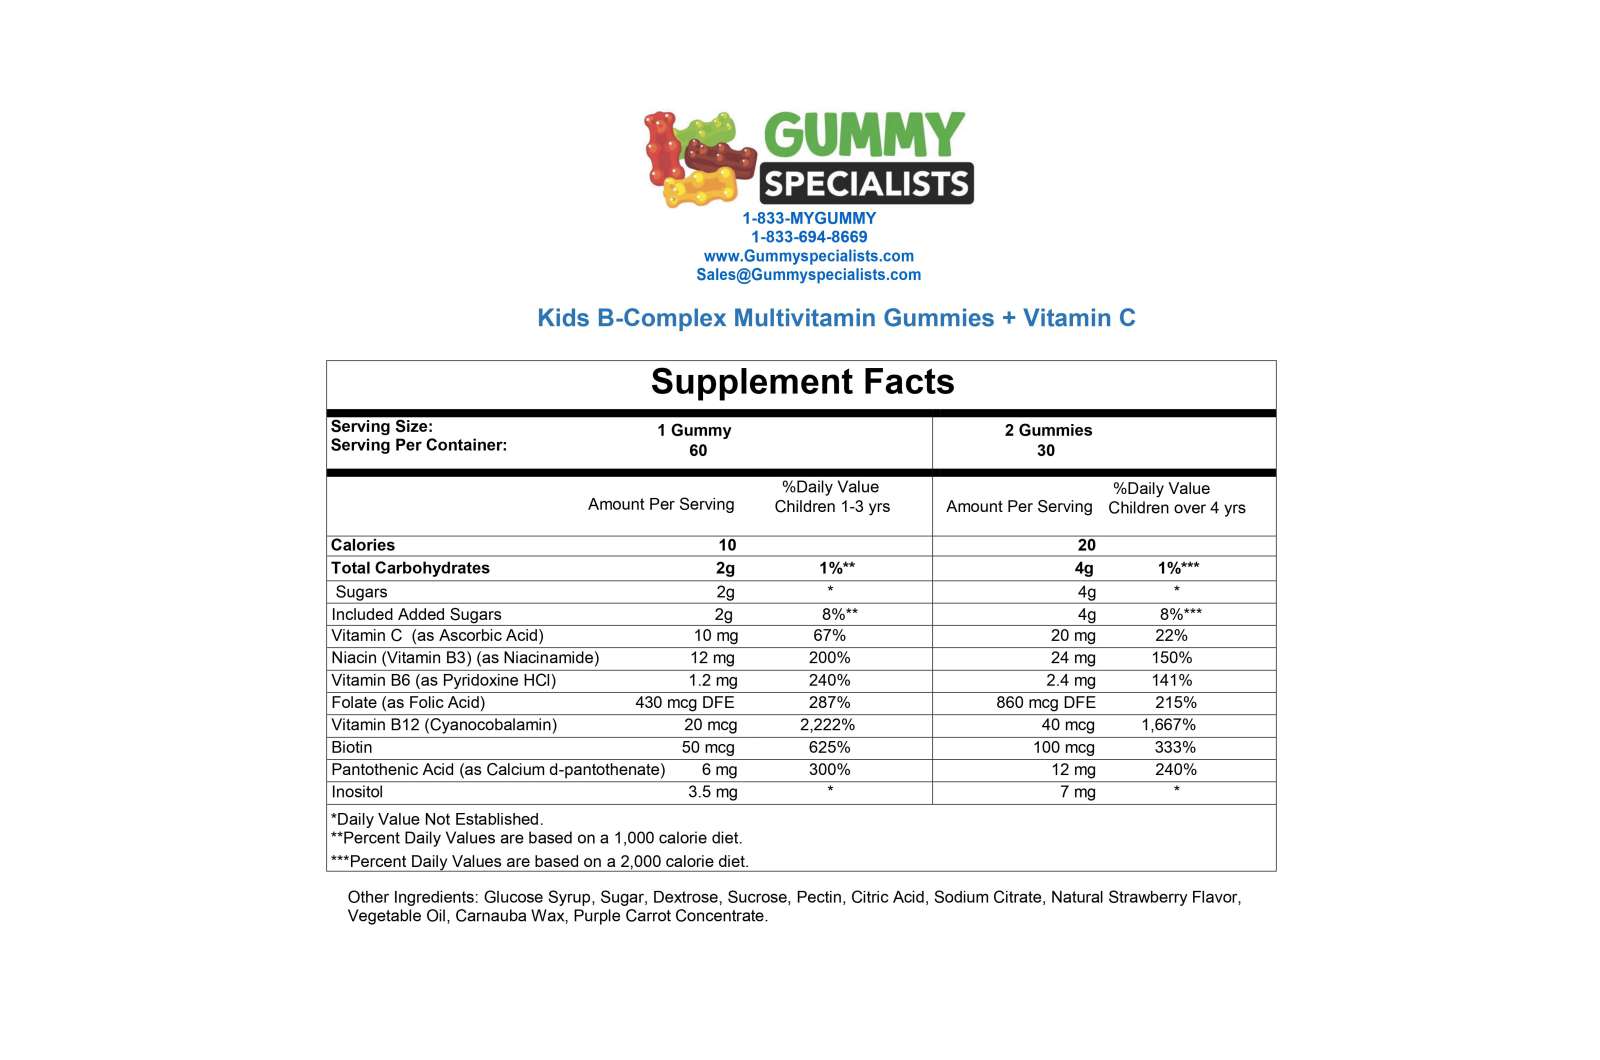 GUMMY
SPECIALISTS
1-833-MYGUMMY
1-833-694-8669
www.Gummyspecialists.com
Sales@Gummyspecialists.com
Kids B-Complex Multivitamin Gummies + Vitamin C
Supplement Facts
Serving Size: 1 Gummy 2 Gummies
Serving Per Container: 60 30
%Daily Value %Daily Value
Amount Per Serving Children 1-3 yrs Amount Per Serving Children over 4 yrs
Calories 10 20
Total Carbohydrates 2g 1%** 4g 1%***
Sugars 2g * 4g *
Included Added Sugars 2g 8%** 4g 8%***
Vitamin C (as Ascorbic Acid) 10 mg 67% 20 mg 22%
Niacin (Vitamin B3) (as Niacinamide) 12 mg 200% 24 mg 150%
Vitamin B6 (as Pyridoxine HCl) 1.2 mg 240% 2.4 mg 141%
Folate (as Folic Acid) 430 mcg DFE 287% 860 mcg DFE 215%
Vitamin B12 (Cyanocobalamin) 20 mcg 2,222% 40 mcg 1,667%
Biotin 50 mcg 625% 100 mcg 333%
Pantothenic Acid (as Calcium d-pantothenate) 6 mg 300% 12 mg 240%
Inositol 3.5 mg * 7 mg *
*Daily Value Not Established.
**Percent Daily Values are based on a 1,000 calorie diet.
***Percent Daily Values are based on a 2,000 calorie diet.
Other Ingredients: Glucose Syrup, Sugar, Dextrose, Sucrose, Pectin, Citric Acid, Sodium Citrate, Natural Strawberry Flavor,
Vegetable Oil, Carnauba Wax, Purple Carrot Concentrate.